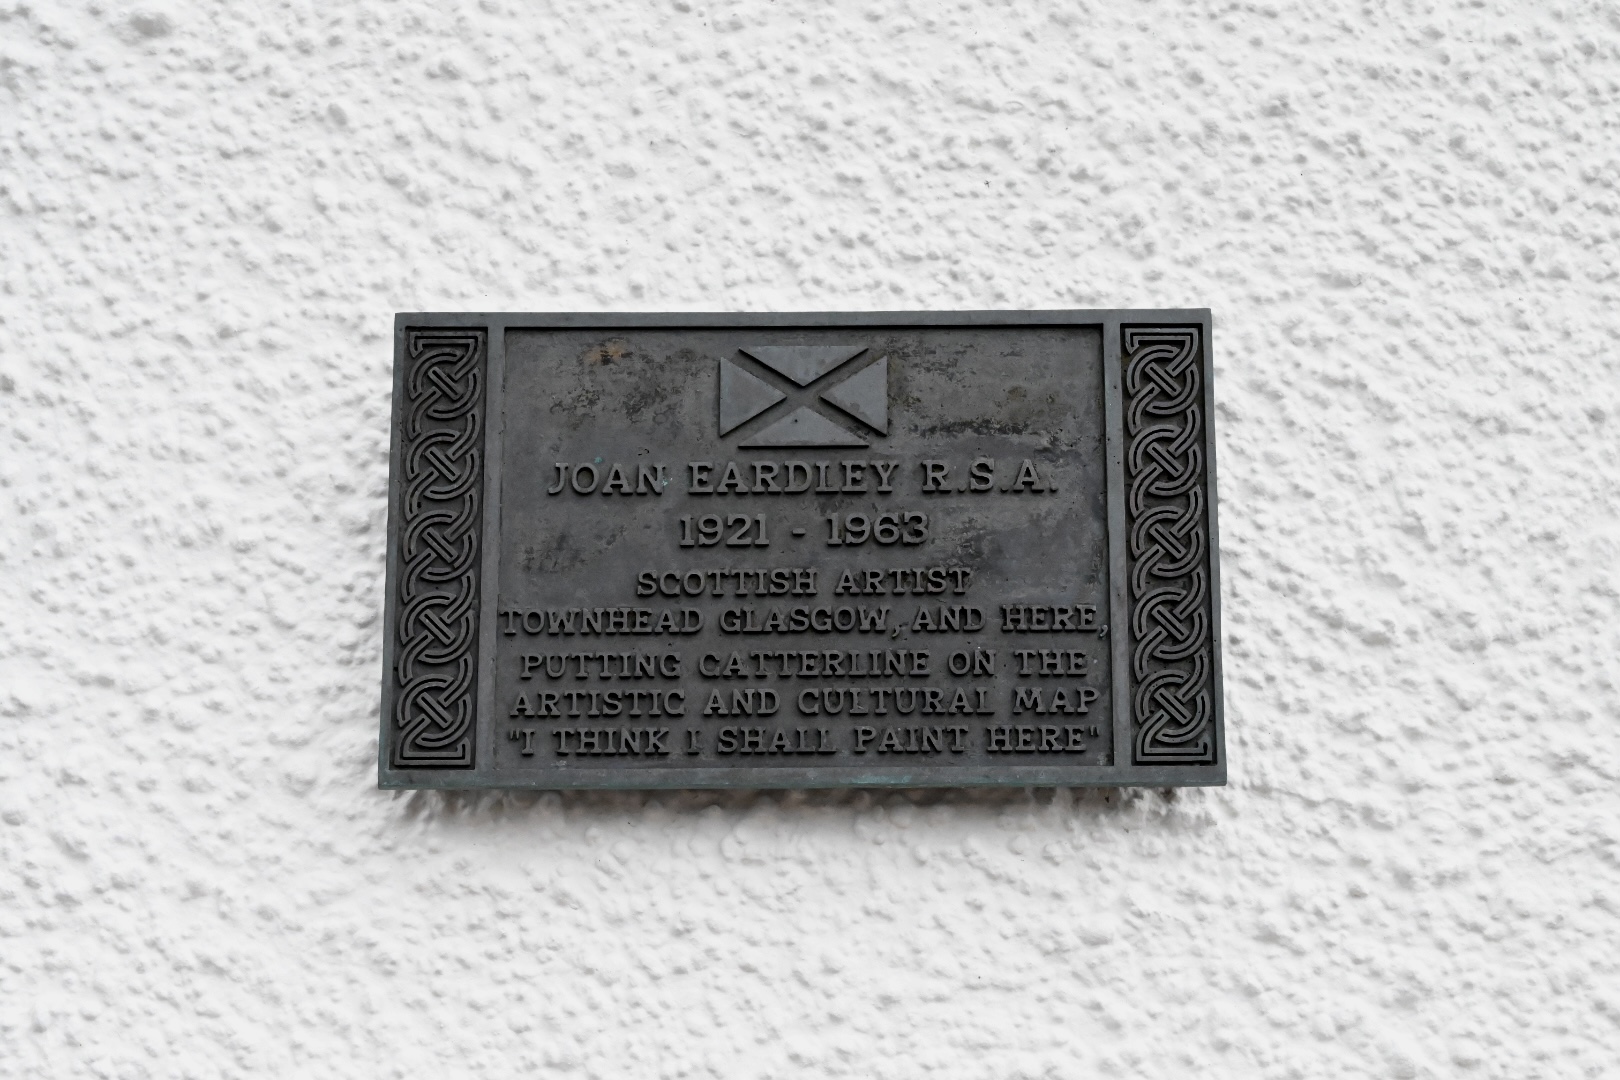 JOAN EARDLEY R.S.A.
1921 - 1963
SCOTTISH ARTIST
TOWNHEAD GLASGOW, AND HERE,
PUTTING CATTERLINE ON THE
ARTISTIC AND CULTURAL MAP
"I THINK I SHALL PAINT HERE"